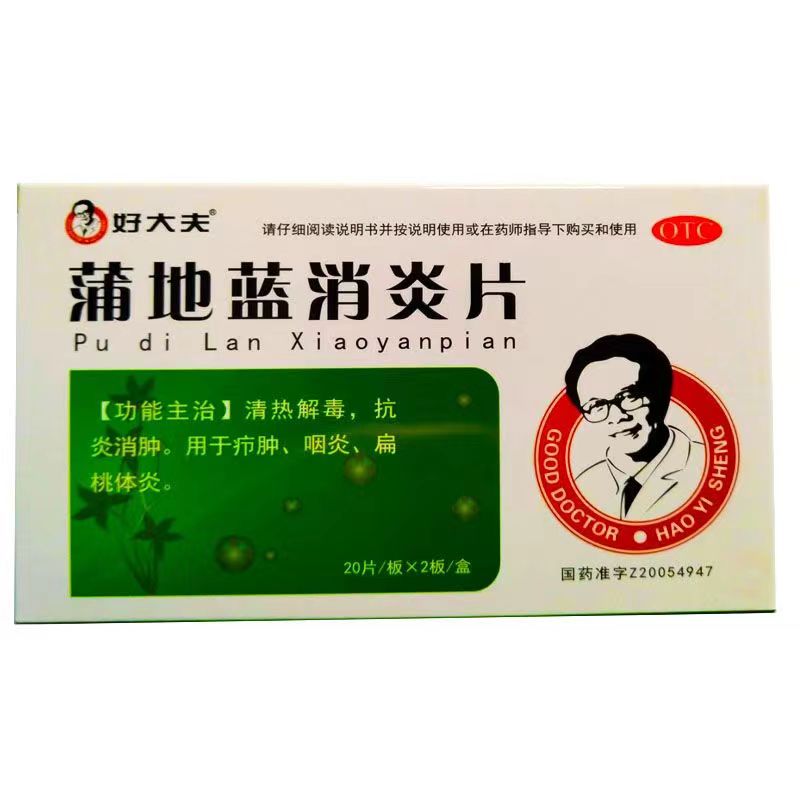 好大夫®
请仔细阅读说明书并按说明使用或在药师指导下购买和使用
OTC
蒲地蓝消炎片
Pu di Lan Xiaoyanpian
【功能主治】清热解毒，抗
炎消肿。用于疖肿、咽炎、扁
桃体炎。
20片/板×2板/盒
GOOD DOCTOR • HAO YI SHENG
国药准字Z20054947